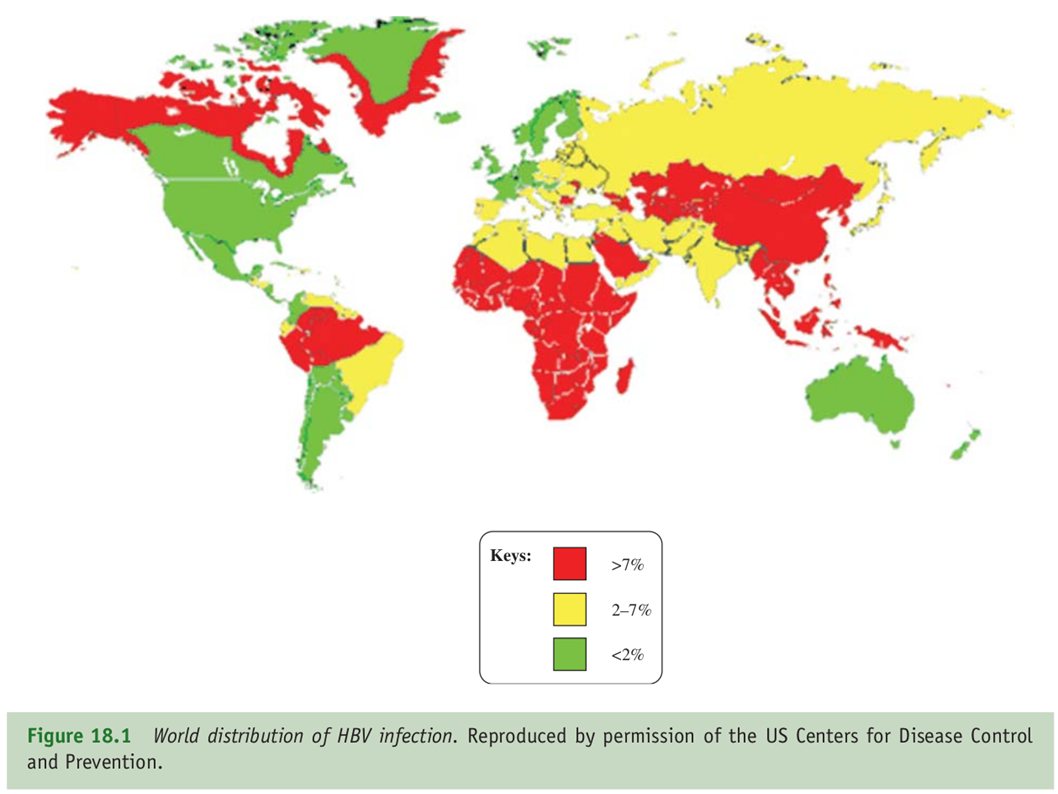 Keys:
>7%
2–7%
<2%
Figure 18.1 World distribution of HBV infection. Reproduced by permission of the US Centers for Disease Control
and Prevention.